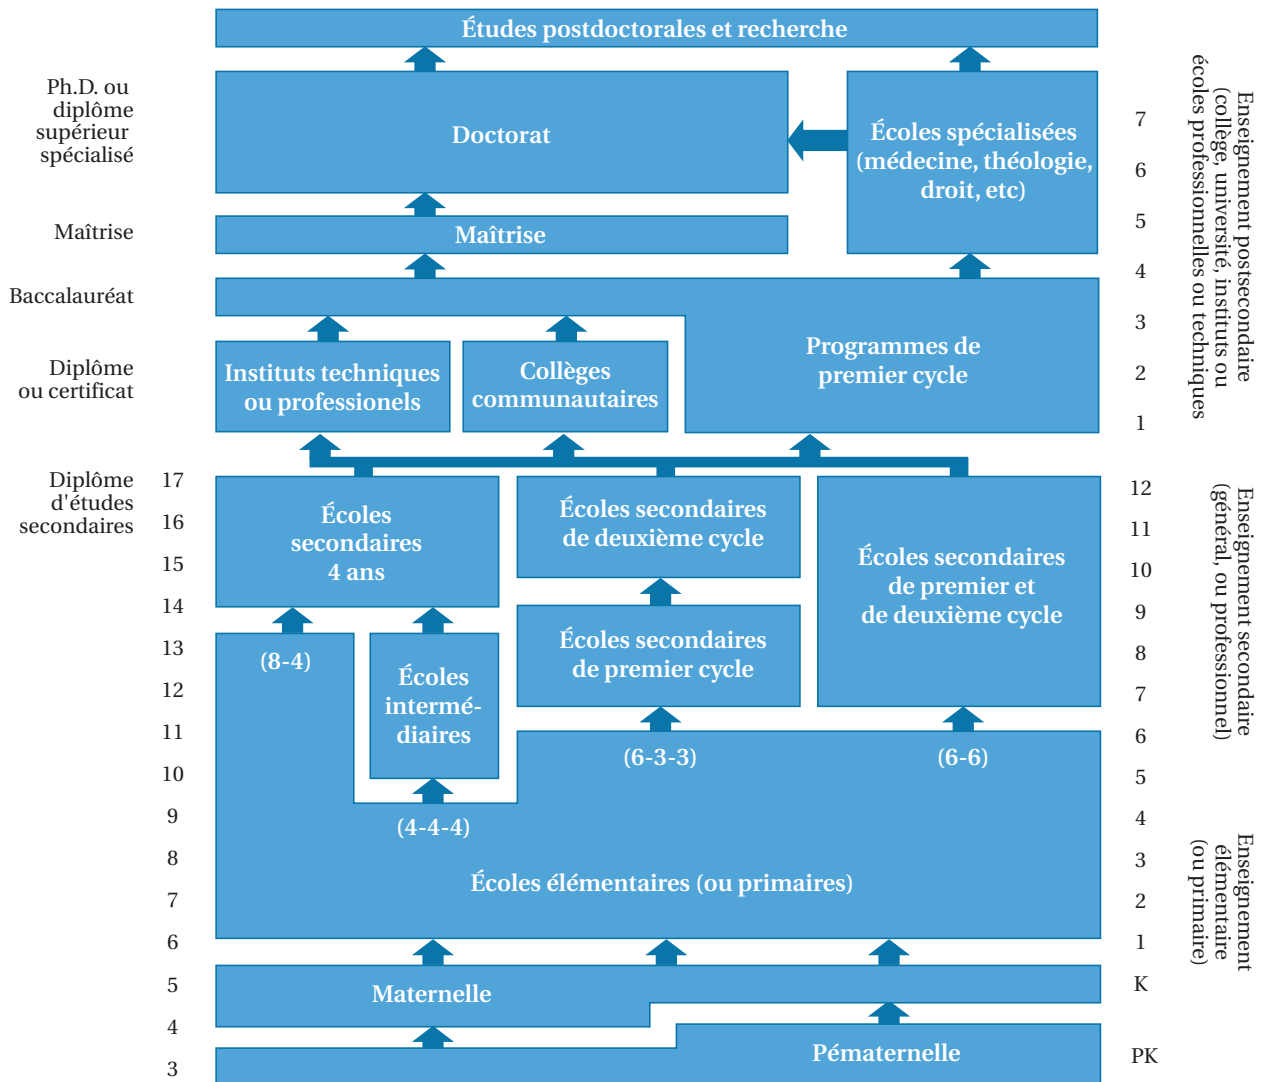 Études postdoctorales et recherche
Ph.D. ou
diplôme
supérieur
spécialisé
Doctorat
Écoles spécialisées
(médecine, théologie,
droit, etc)
7
6
5
Enseignement postsecondaire
(collège, université, instituts ou
écoles professionnelles ou techniques
Maîtrise
Maîtrise
4
Baccalauréat
3
Programmes de
premier cycle
Diplôme
ou certificat
Instituts techniques
ou professionels
Collèges
communautaires
2
1
Diplôme
d'études
secondaires
17
16
15
14
13
12
11
10
9
8
7
6
5
4
3
Écoles
secondaires
4 ans
Écoles secondaires
de deuxième cycle
Écoles secondaires
de premier et
de deuxième cycle
Écoles secondaires
de premier cycle
(8-4)
Écoles
intermé-
diaires
(6-3-3)
(6-6)
(4-4-4)
Écoles élémentaires (ou primaires)
Maternelle
Pématernelle
12
11
10
9
8
7
6
5
4
3
2
1
K
PK
Enseignement secondaire
(général, ou professionnel)
Enseignement
élémentaire
(ou primaire)